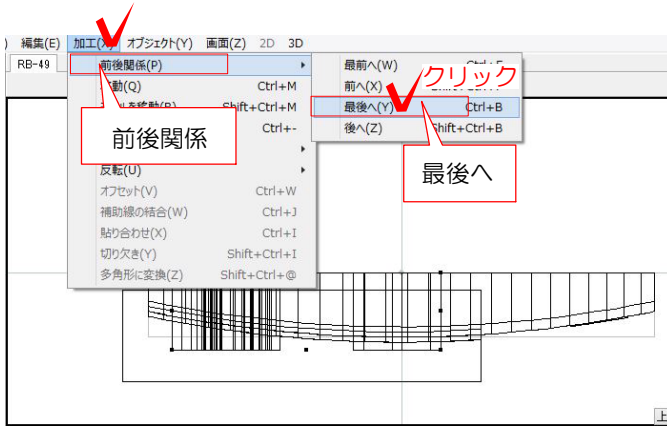 ) 編集(E) 加工(X) オブジェクト(Y) 画面(Z) 2D 3D
RB-49
前後関係(P)
Ctrl+M
Shift+Ctrl+M
Ctrl+-
反転(U)
オフセット(V) Ctrl+W
補助線の結合(W) Ctrl+J
貼り合わせ(X) Ctrl+I
切り欠き(Y) Shift+Ctrl+I
多角形に変換(Z) Shift+Ctrl+@
最前へ(W)
前へ(X)
最後へ(Y) Ctrl+B
後へ(Z) Shift+Ctrl+B
クリック
前後関係
最後へ
上